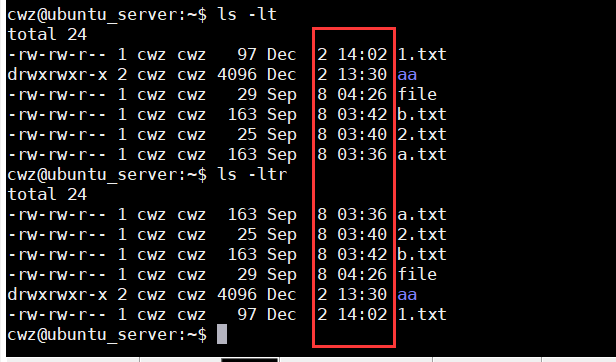 cwz@ubuntu_server:~$ ls -lt
total 24
-rw-rw-r-- 1 cwz cwz   97 Dec  2 14:02 1.txt
drwxrwxr-x 2 cwz cwz 4096 Dec  2 13:30 aa
-rw-rw-r-- 1 cwz cwz   29 Sep  8 04:26 file
-rw-rw-r-- 1 cwz cwz  163 Sep  8 03:42 b.txt
-rw-rw-r-- 1 cwz cwz   25 Sep  8 03:40 2.txt
-rw-rw-r-- 1 cwz cwz  163 Sep  8 03:36 a.txt
cwz@ubuntu_server:~$ ls -ltr
total 24
-rw-rw-r-- 1 cwz cwz  163 Sep  8 03:36 a.txt
-rw-rw-r-- 1 cwz cwz   25 Sep  8 03:40 2.txt
-rw-rw-r-- 1 cwz cwz  163 Sep  8 03:42 b.txt
-rw-rw-r-- 1 cwz cwz   29 Sep  8 04:26 file
drwxrwxr-x 2 cwz cwz 4096 Dec  2 13:30 aa
-rw-rw-r-- 1 cwz cwz   97 Dec  2 14:02 1.txt
cwz@ubuntu_server:~$